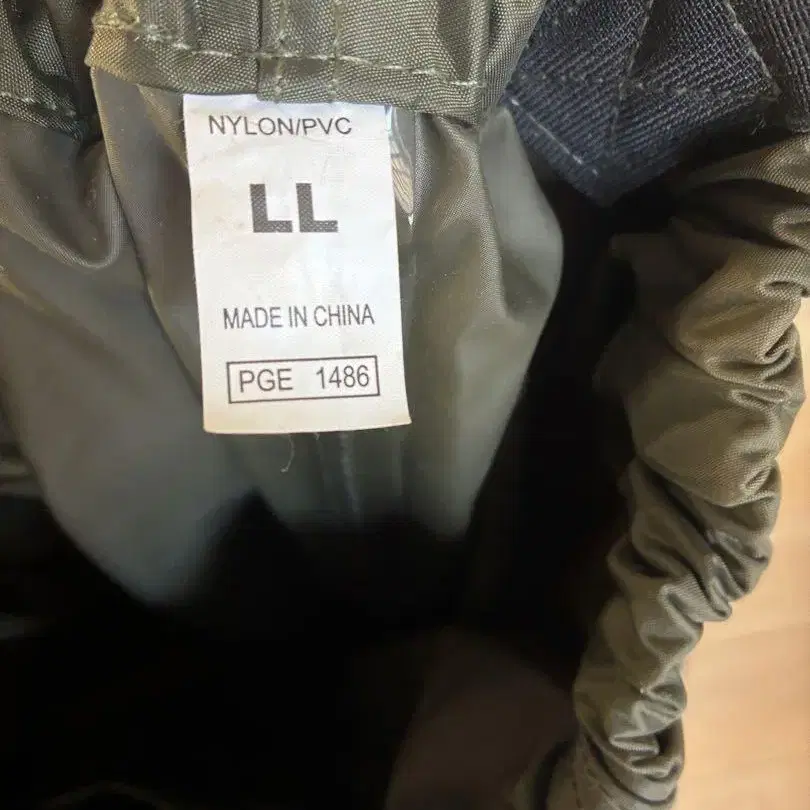 NYLON/PVC
LL
MADE IN CHINA
PGE 1486